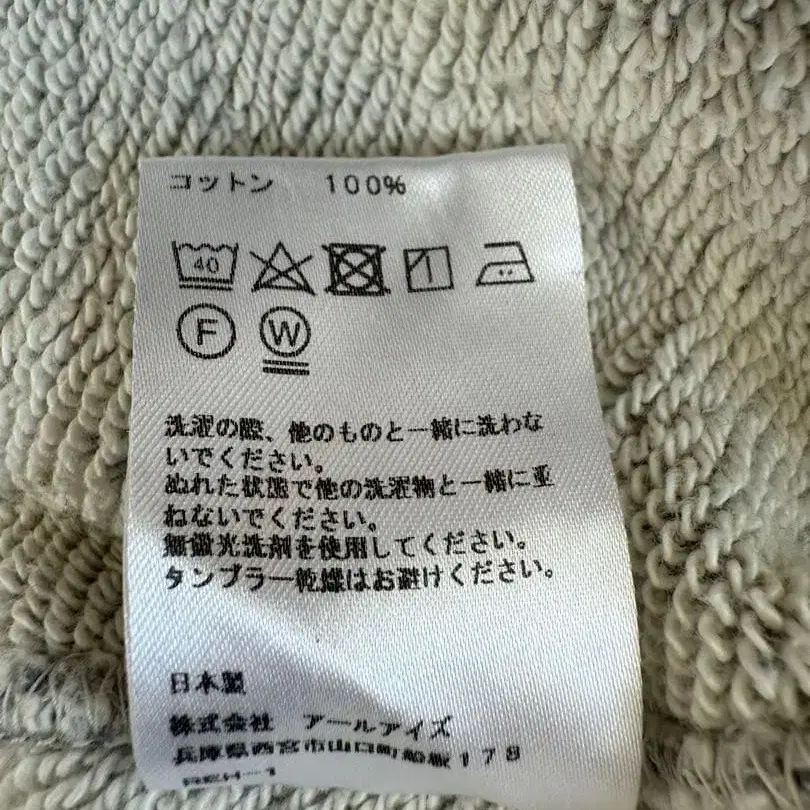 コットン 100%
40
F W
洗濯の際、他のものと一緒に洗わな
いでください。
ぬれた状態で他の洗濯物と一緒に重
ねないでください。
無蛍光洗剤を使用してください。
タンブラー乾燥はお避けください。
日本製
株式会社 アールアイズ
兵庫県西宮市山口町船坂178